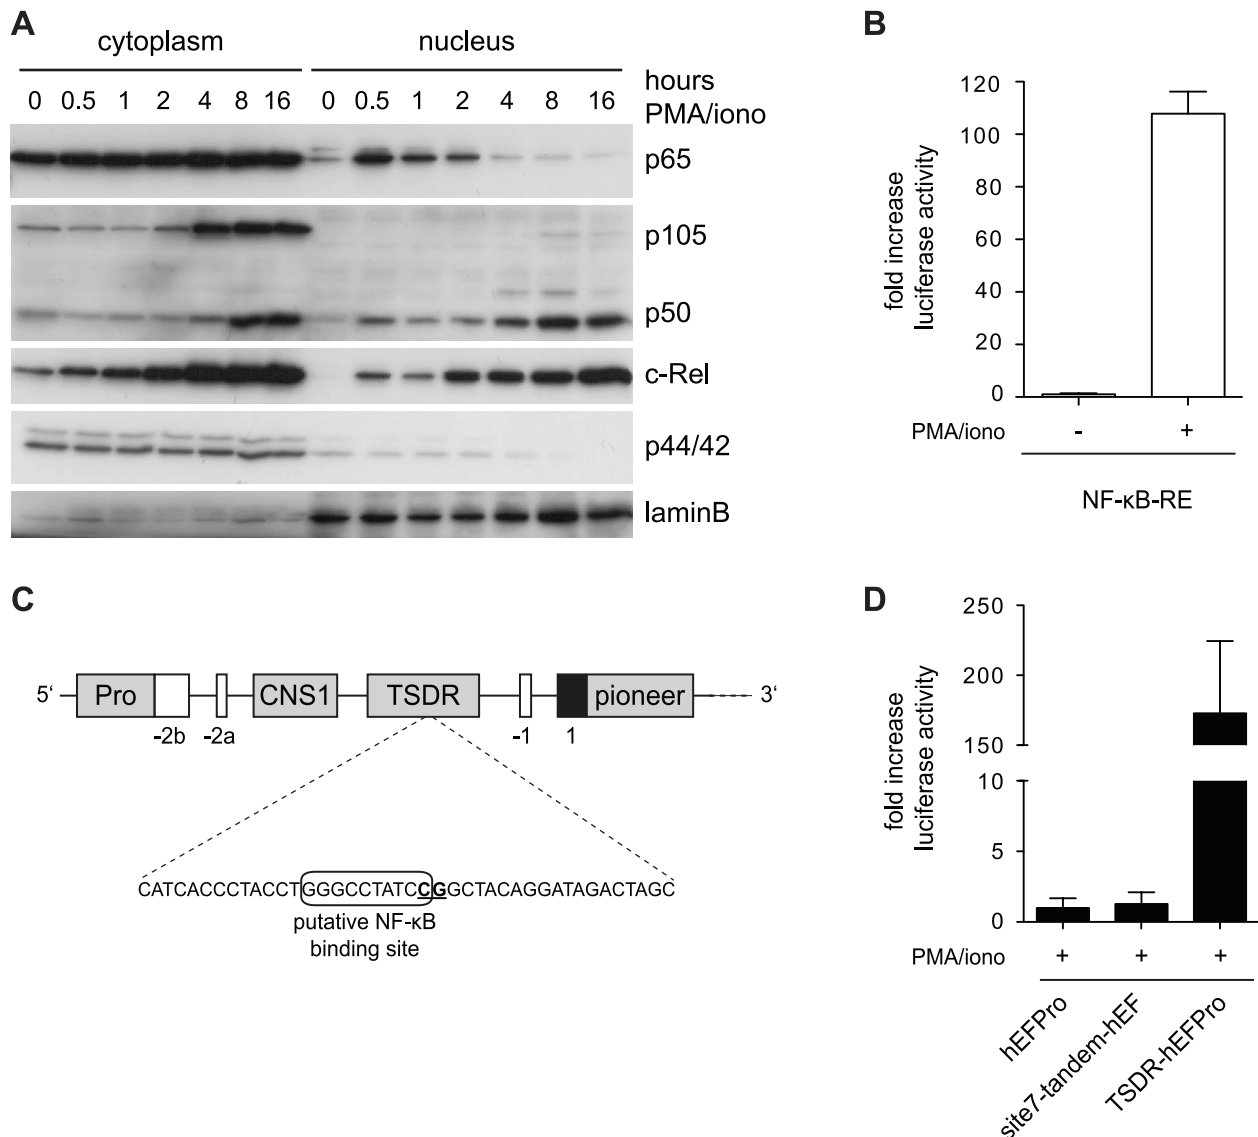 A
cytoplasm nucleus
0 0.5 1 2 4 8 16 0 0.5 1 2 4 8 16 hours
PMA/iono
p65
p105
p50
c-Rel
p44/42
laminB
B
fold increase
luciferase activity
120
100
80
60
40
20
0
PMA/iono - +
NF-κB-RE
C
5‘ Pro CNS1 TSDR pioneer 3‘
-2b -2a -1 1
CATCACCCTACCTGGGCCTATCCGGCTACAGGATAGACTAGC
putative NF-κB
binding site
D
fold increase
luciferase activity
250
200
150
10
5
0
PMA/iono + + +
hEFPro
site7-tandem-hEF
TSDR-hEFPro